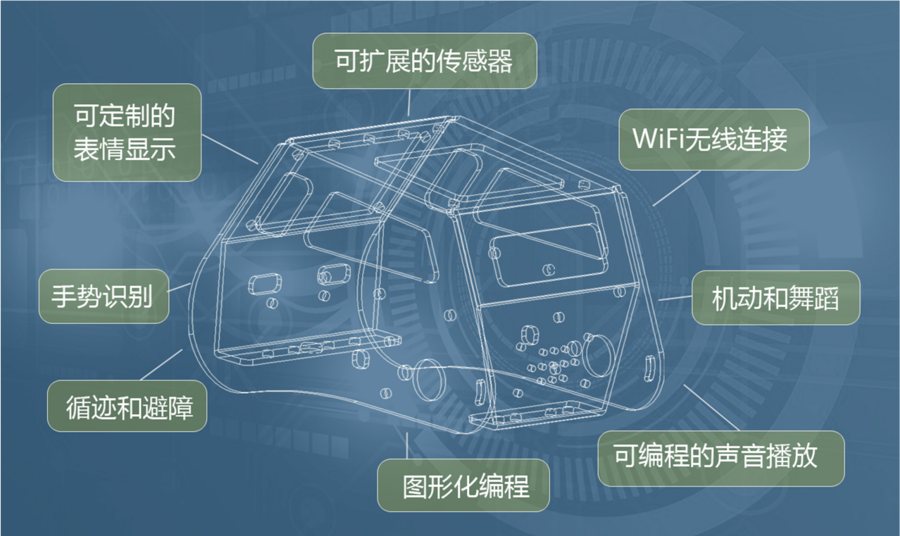 可扩展的传感器
可定制的
表情显示
WiFi无线连接
手势识别
机动和舞蹈
循迹和避障
可编程的声音播放
图形化编程